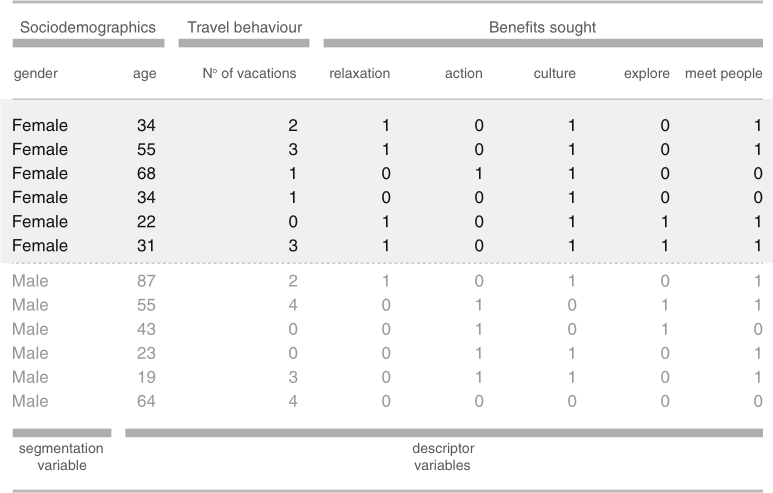 Sociodemographics Travel behaviour Benefits sought
gender age Nº of vacations relaxation action culture explore meet people
Female 34 2 1 0 1 0 1
Female 55 3 1 0 1 0 1
Female 68 1 0 1 1 0 0
Female 34 1 0 0 1 0 0
Female 22 0 1 0 1 1 1
Female 31 3 1 0 1 1 1
Male 87 2 1 0 1 0 1
Male 55 4 0 1 0 1 1
Male 43 0 0 1 0 1 0
Male 23 0 0 1 1 0 1
Male 19 3 0 1 1 0 1
Male 64 4 0 0 0 0 0
segmentation variable
descriptor variables